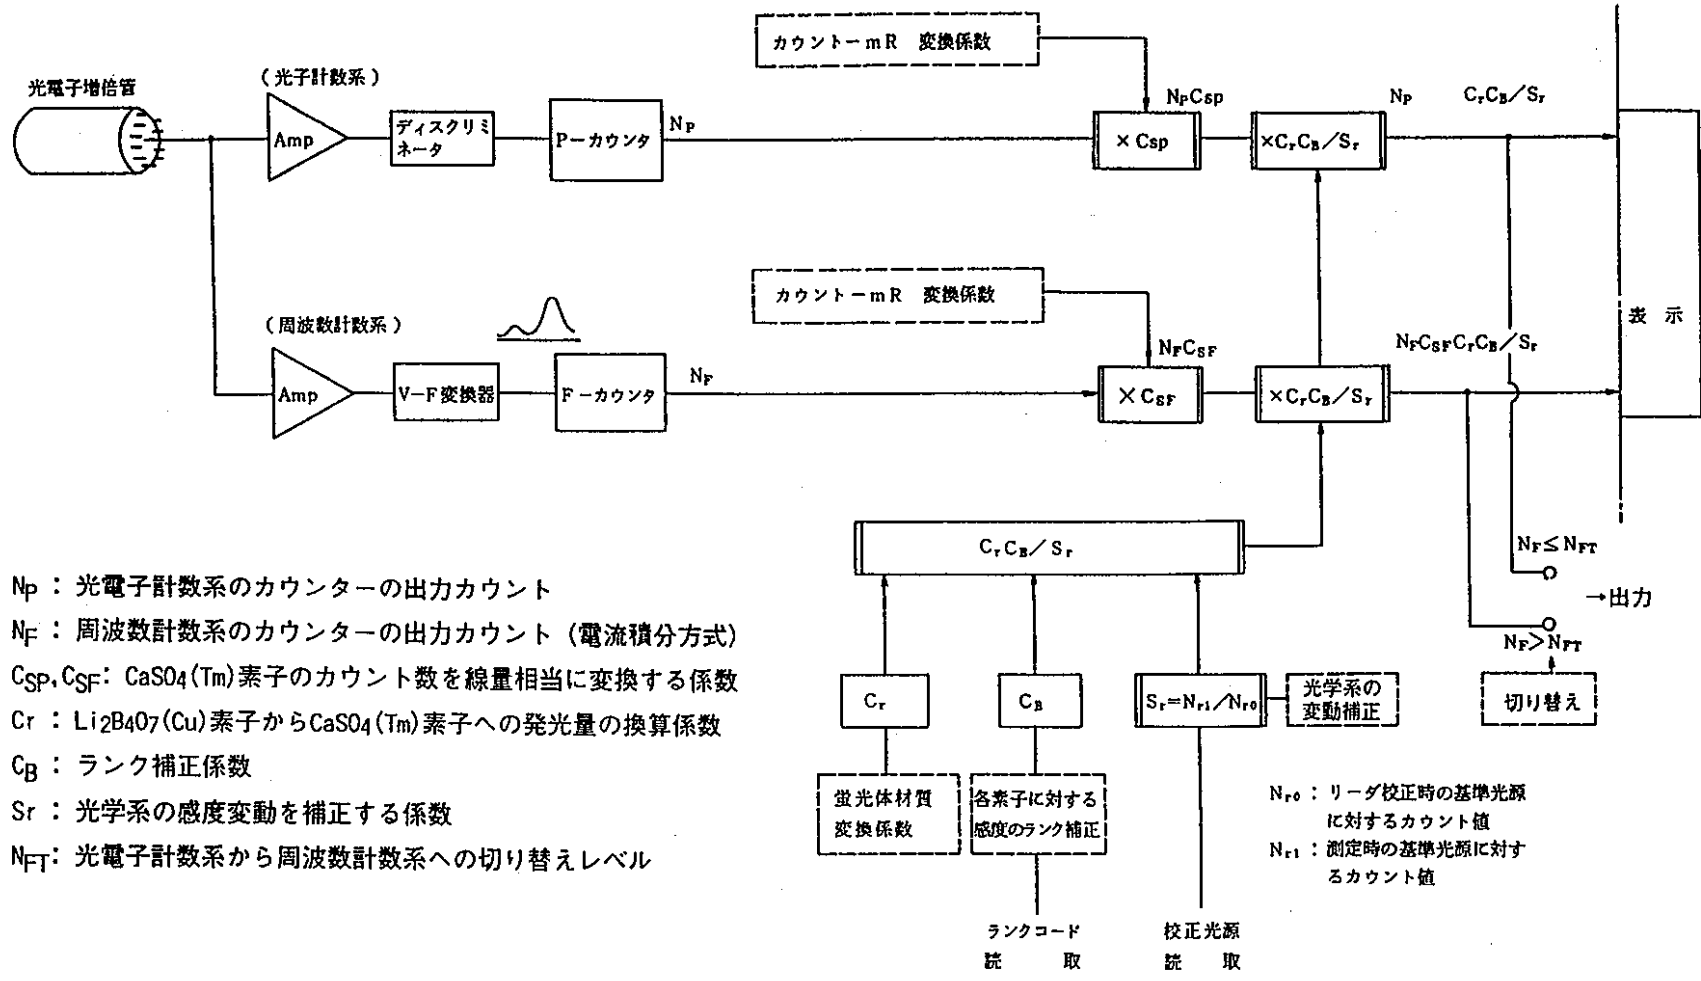 カウントーmR 変換係数
光電子増倍管
(光子計数系)
Amp
ディスクリミ
ネータ
P−カウンタ
NP
×CSP
NPCSP
×CrCB/Sr
NP CrCB/Sr
カウントーmR 変換係数
(周波数計数系)
Amp
V−F変換器
F−カウンタ
NF
×CSF
NFCSF
×CrCB/Sr
NFCSFCrCB/Sr
表 示
CrCB/Sr
NF≤NFT
→出力
NF>NFT
切り替え
Cr
CB
Sr=Nr1/Nr0
光学系の
変動補正
蛍光体材質
変換係数
各素子に対する
感度のランク補正
ランクコード
読 取
校正光源
読 取
NP : 光電子計数系のカウンターの出力カウント
NF : 周波数計数系のカウンターの出力カウント (電流積分方式)
CSP,CSF: CaSO4(Tm)素子のカウント数を線量相当に変換する係数
Cr : Li2B4O7(Cu)素子からCaSO4(Tm)素子への発光量の換算係数
CB : ランク補正係数
Sr : 光学系の感度変動を補正する係数
NFT: 光電子計数系から周波数計数系への切り替えレベル
Nr0 : リーダ校正時の基準光源
に対するカウント値
Nr1 : 測定時の基準光源に対す
るカウント値